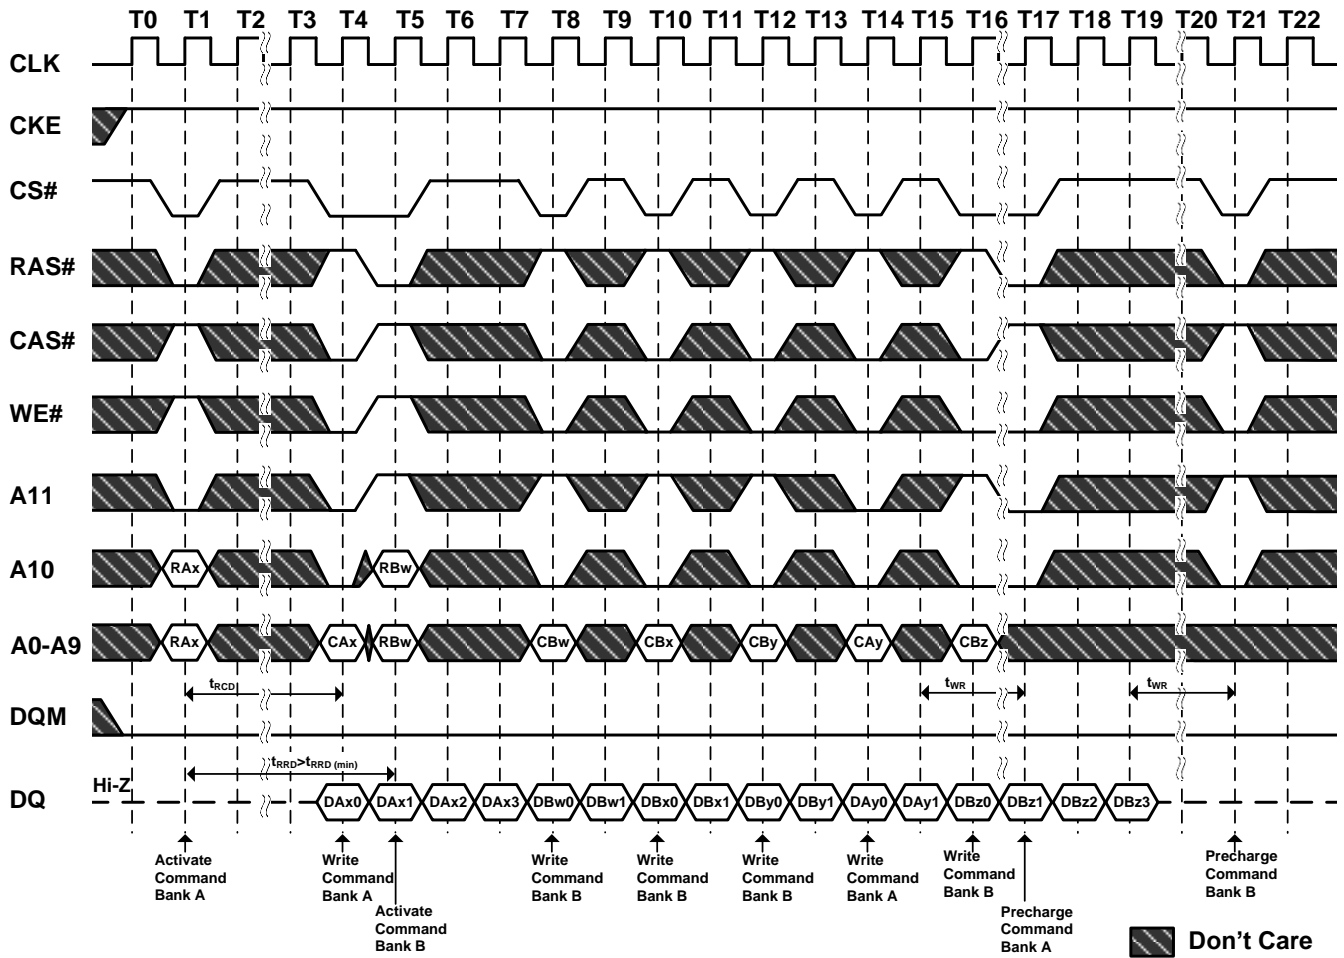 T0 T1 T2 T3 T4 T5 T6 T7 T8 T9 T10 T11 T12 T13 T14 T15 T16 T17 T18 T19 T20 T21 T22
CLK
CKE
CS#
RAS#
CAS#
WE#
A11
A10 RAx RBw
A0-A9 RAx CAx RBw CBw CBx CBy CAy CBz
tRCD tWR tWR
DQM
tRRD>tRRD (min)
Hi-Z
DQ DAx0 DAx1 DAx2 DAx3 DBw0 DBw1 DBx0 DBx1 DBy0 DBy1 DAy0 DAy1 DBz0 DBz1 DBz2 DBz3
Activate
Command
Bank A
Write
Command
Bank A
Activate
Command
Bank B
Write
Command
Bank B
Write
Command
Bank B
Write
Command
Bank B
Write
Command
Bank A
Write
Command
Bank B
Precharge
Command
Bank A
Precharge
Command
Bank B
Don't Care